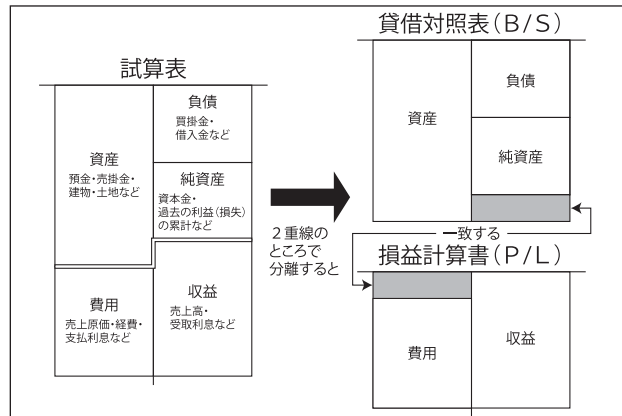 試算表
資産
預金・売掛金・
建物・土地など
負債
買掛金・
借入金など
純資産
資本金・
過去の利益(損失)
の累計など
費用
売上原価・経費・
支払利息など
収益
売上高・
受取利息など
2重線の
ところで
分離すると
貸借対照表(B/S)
資産
負債
純資産
一致する
損益計算書(P/L)
費用
収益